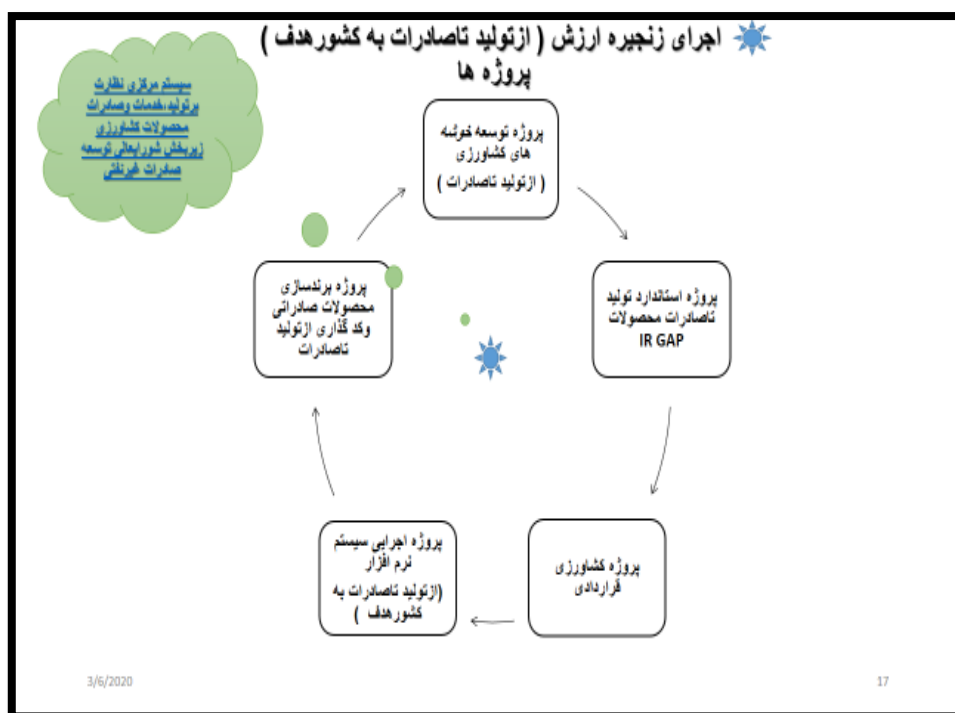 اجرای زنجیره ارزش ( ازتولید تاصادرات به کشورهدف )
پروژه ها
سیستم مرکزی نظارت
برتولید،خدمات وصادرات
محصولات کشاورزی
زیربخش شورایعالی توسعه
صادرات غیرنفتی
پروژه توسعه خوشه
های کشاورزی
( ازتولید تاصادرات )
پروژه استاندارد تولید
تاصادرات محصولات
IR GAP
پروژه کشاورزی
قراردادی
پروژه اجرایی سیستم
نرم افزار
(ازتولید تاصادرات به
کشورهدف )
پروژه برندسازی
محصولات صادراتی
وکد گذاری ازتولید
تاصادرات
3/6/2020
17